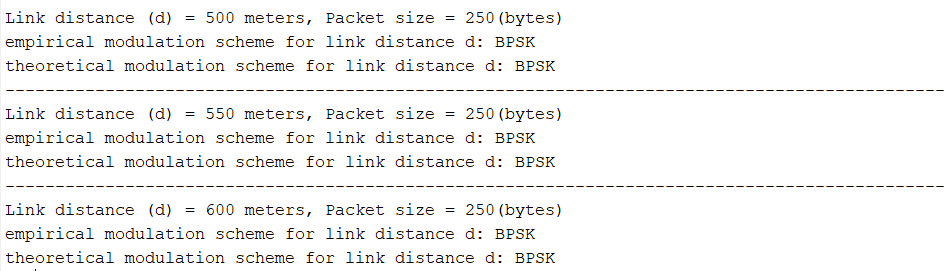 Link distance (d) = 500 meters, Packet size = 250(bytes)
empirical modulation scheme for link distance d: BPSK
theoretical modulation scheme for link distance d: BPSK
----------------------------------------------------------------------------------------------
Link distance (d) = 550 meters, Packet size = 250(bytes)
empirical modulation scheme for link distance d: BPSK
theoretical modulation scheme for link distance d: BPSK
----------------------------------------------------------------------------------------------
Link distance (d) = 600 meters, Packet size = 250(bytes)
empirical modulation scheme for link distance d: BPSK
theoretical modulation scheme for link distance d: BPSK